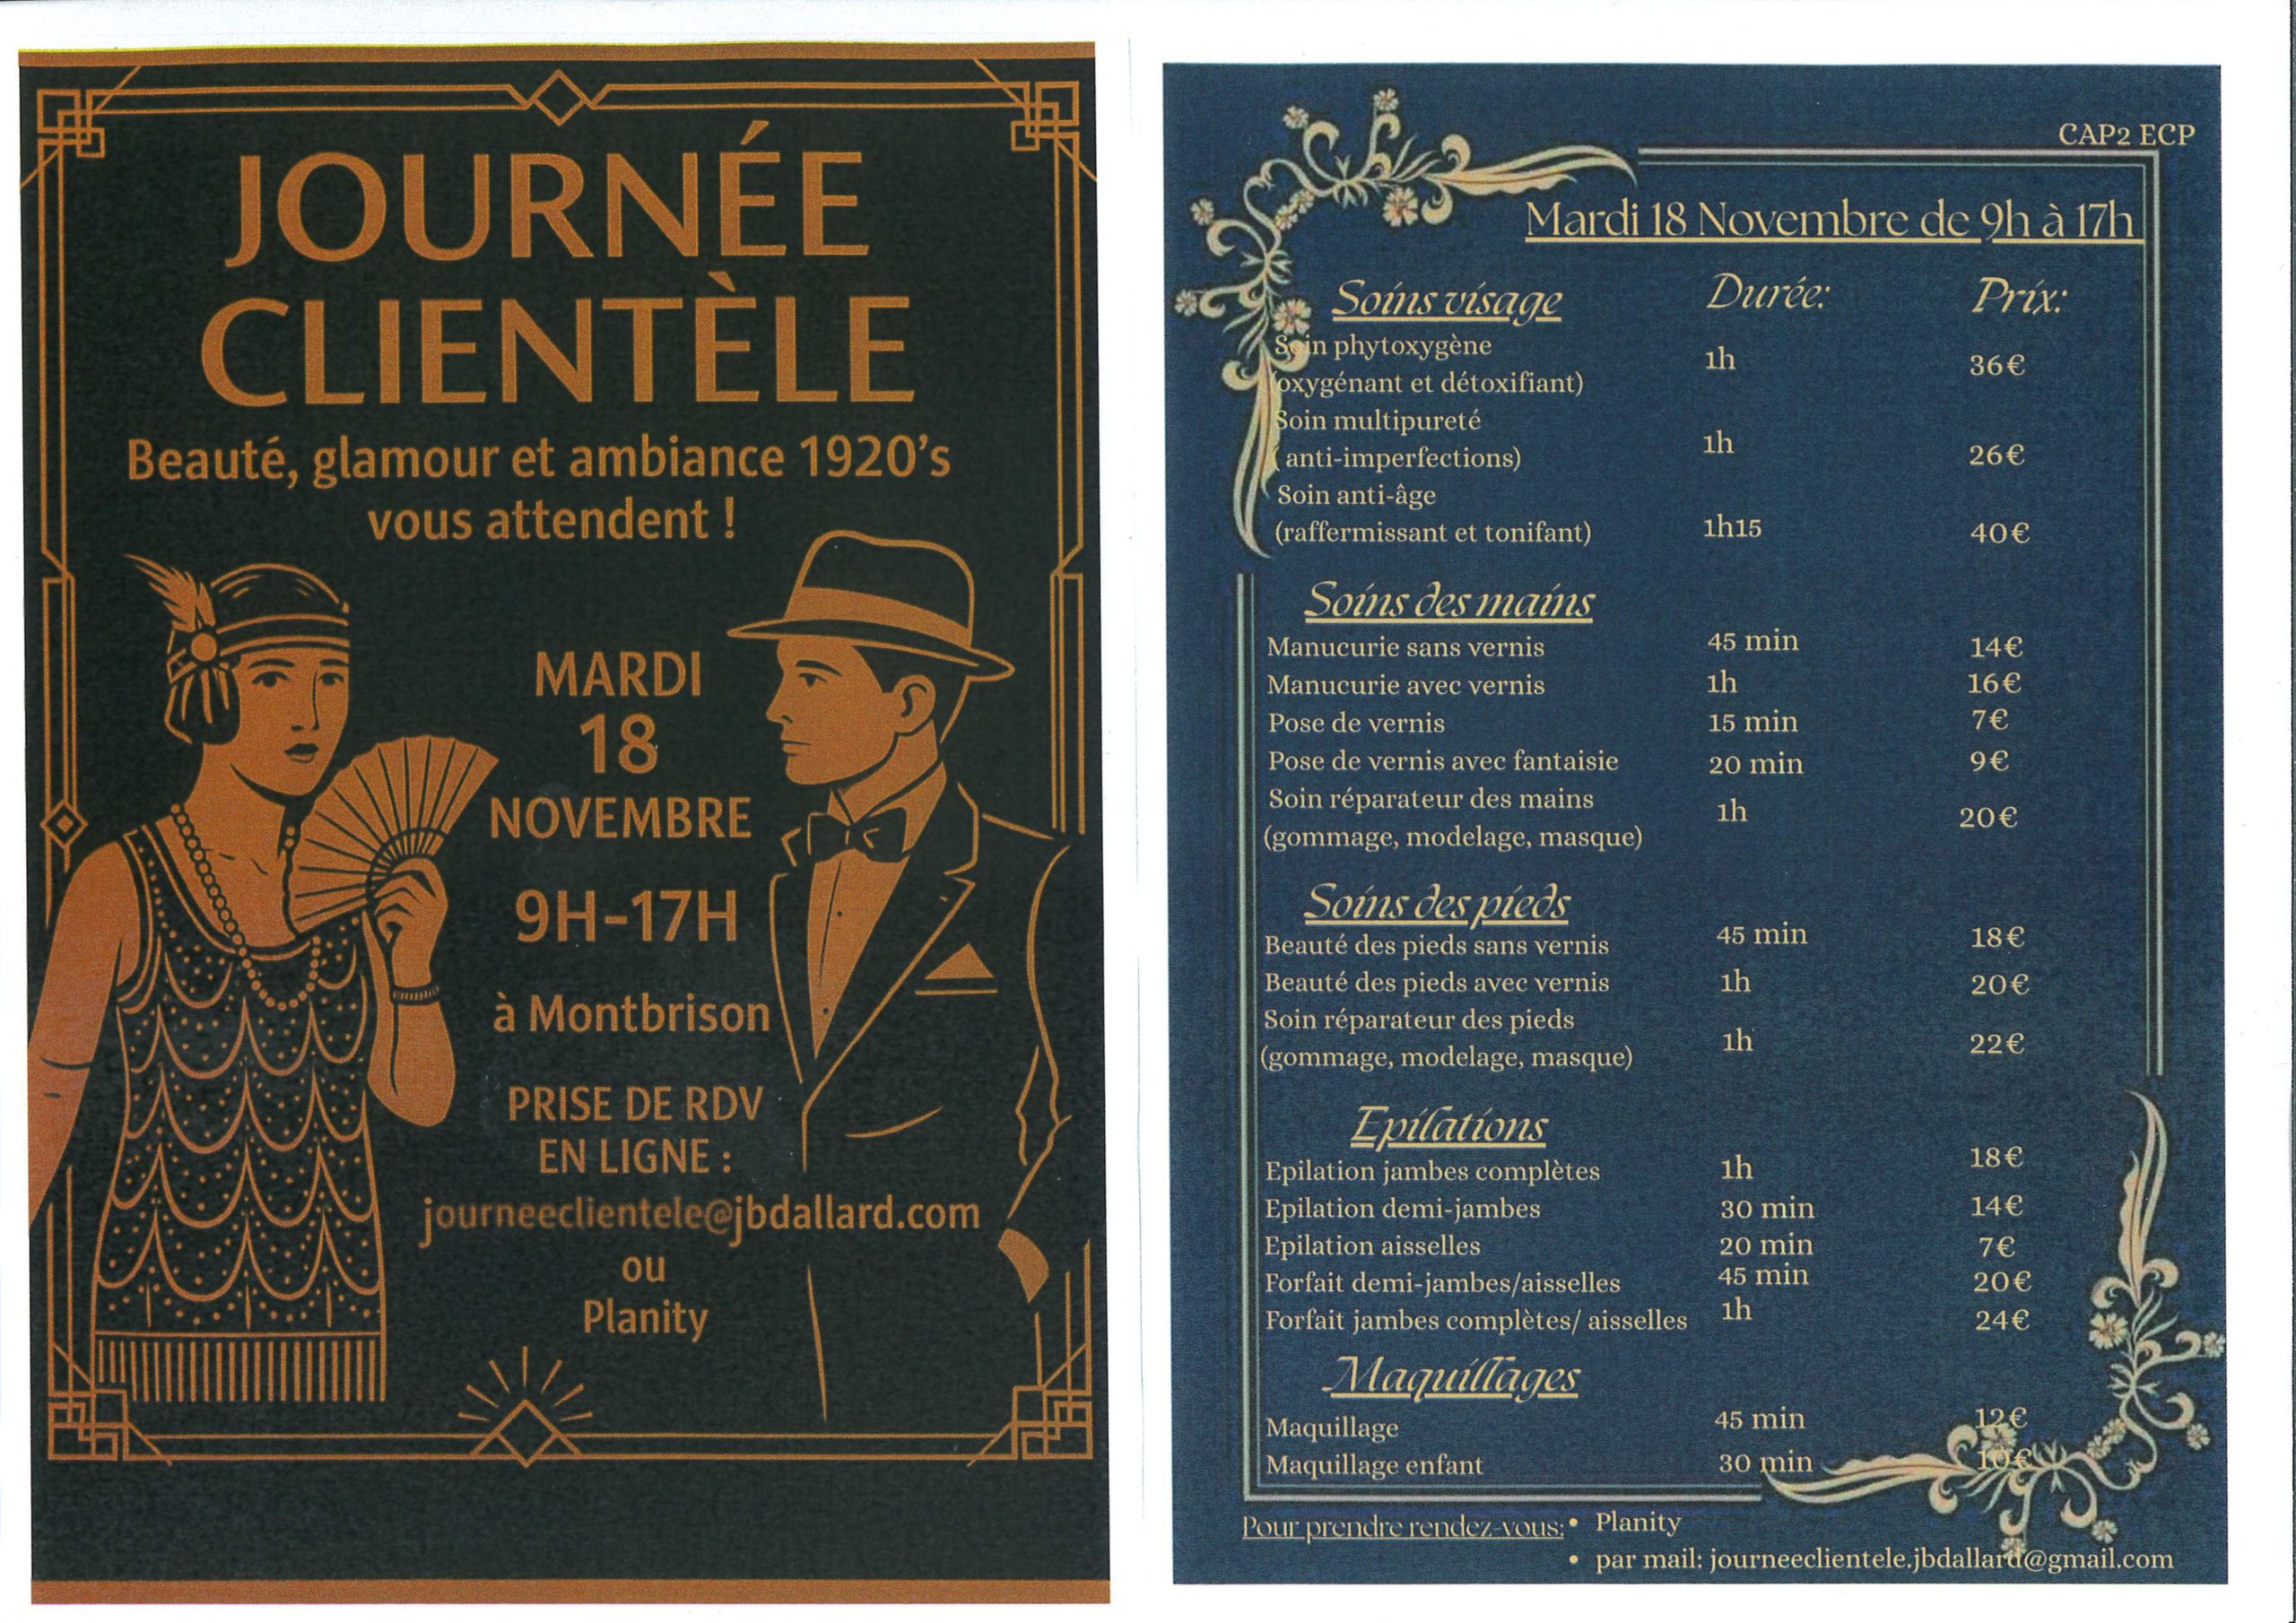 JOURNÉE
CLIENTÈLE
Beauté, glamour et ambiance 1920's
vous attendent !
MARDI
18
NOVEMBRE
9H-17H
à Montbrison
PRISE DE RDV
EN LIGNE :
journeeclientele@jbdallard.com
ou
Planity
CAP2 ECP
Mardi 18 Novembre de 9h à 17h
Soins visage Durée: Prix:
Soin phytoxygène
(oxygénant et détoxifiant) 1h 36€
Soin multipureté
( anti-imperfections) 1h 26€
Soin anti-âge
(raffermissant et tonifant) 1h15 40€
Soins des mains
Manucurie sans vernis 45 min 14€
Manucurie avec vernis 1h 16€
Pose de vernis 15 min 7€
Pose de vernis avec fantaisie 20 min 9€
Soin réparateur des mains
(gommage, modelage, masque) 1h 20€
Soins des pieds
Beauté des pieds sans vernis 45 min 18€
Beauté des pieds avec vernis 1h 20€
Soin réparateur des pieds
(gommage, modelage, masque) 1h 22€
Epilations
Epilation jambes complètes 1h 18€
Epilation demi-jambes 30 min 14€
Epilation aisselles 20 min 7€
Forfait demi-jambes/aisselles 45 min 20€
Forfait jambes complètes/ aisselles 1h 24€
Maquillages
Maquillage 45 min 12€
Maquillage enfant 30 min 10€
Pour prendre rendez-vous: • Planity
• par mail: journeeclientele.jbdallard@gmail.com